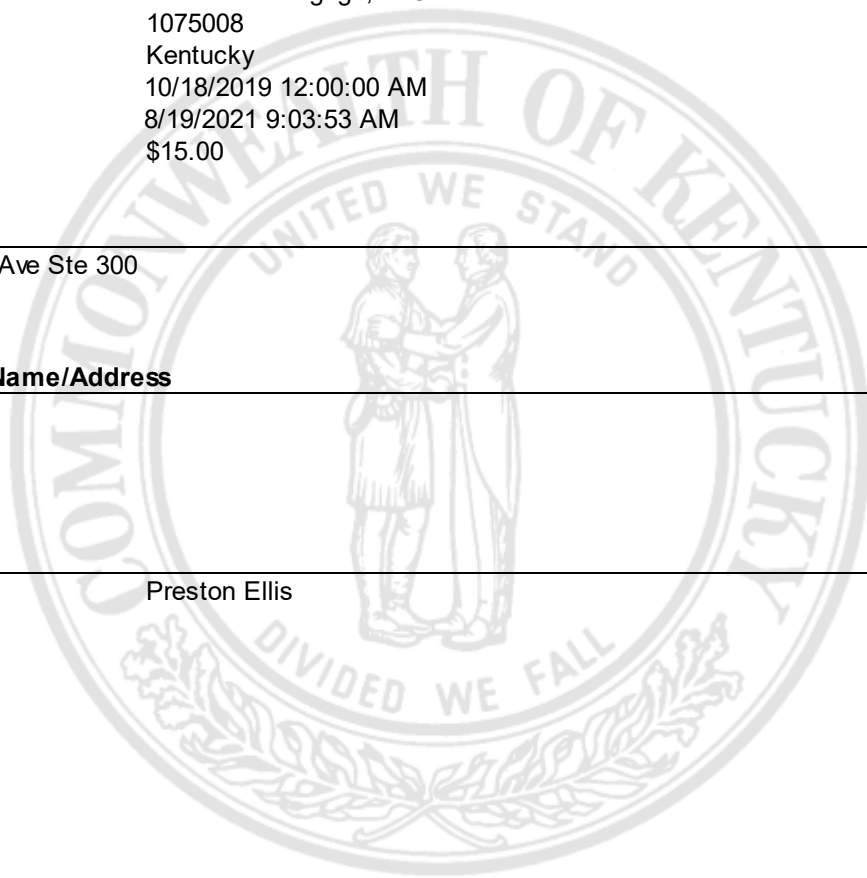 1075008
Kentucky
10/18/2019 12:00:00 AM
8/19/2021 9:03:53 AM
$15.00
COMMONWEALTH OF KENTUCKY
UNITED WE STAND
Ave Ste 300
Name/Address
Preston Ellis
DIVIDED WE FALL